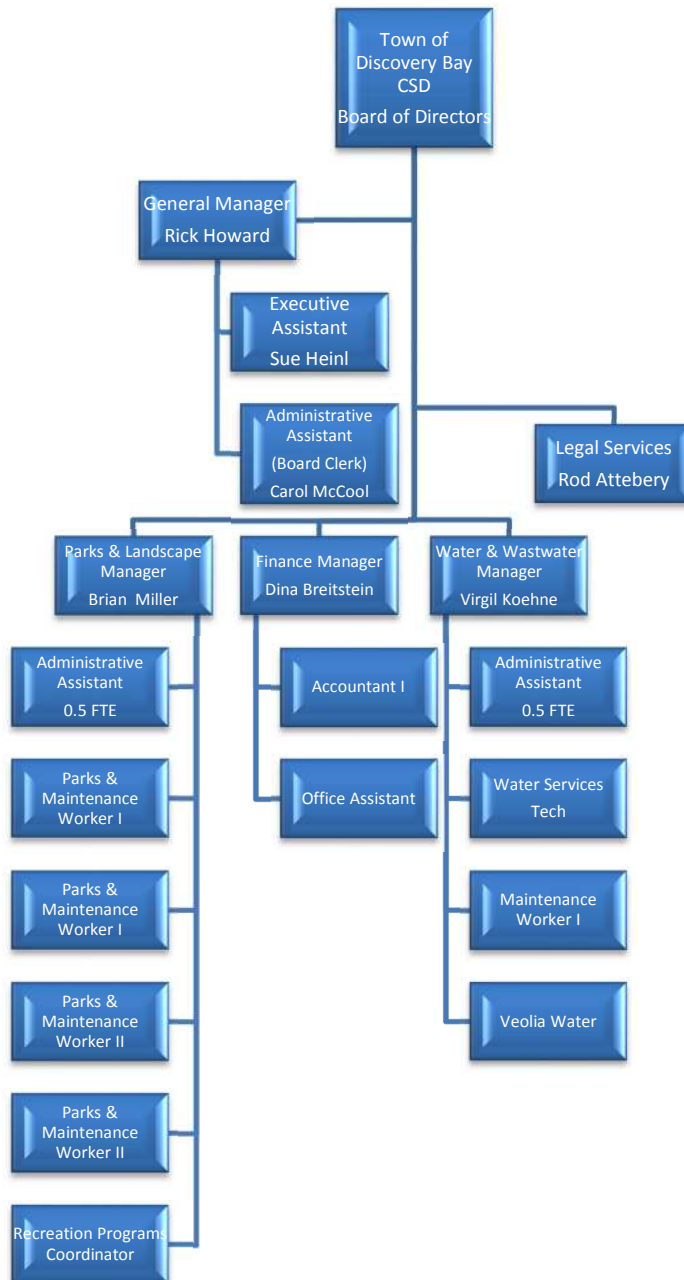 Town of
Discovery Bay
CSD
Board of Directors
General Manager
Rick Howard
Executive
Assistant
Sue Heinl
Administrative
Assistant
(Board Clerk)
Carol McCool
Legal Services
Rod Attebery
Parks & Landscape
Manager
Brian Miller
Finance Manager
Dina Breitstein
Water & Wastwater
Manager
Virgil Koehne
Administrative
Assistant
0.5 FTE
Parks &
Maintenance
Worker I
Parks &
Maintenance
Worker I
Parks &
Maintenance
Worker II
Parks &
Maintenance
Worker II
Recreation Programs
Coordinator
Accountant I
Office Assistant
Administrative
Assistant
0.5 FTE
Water Services
Tech
Maintenance
Worker I
Veolia Water